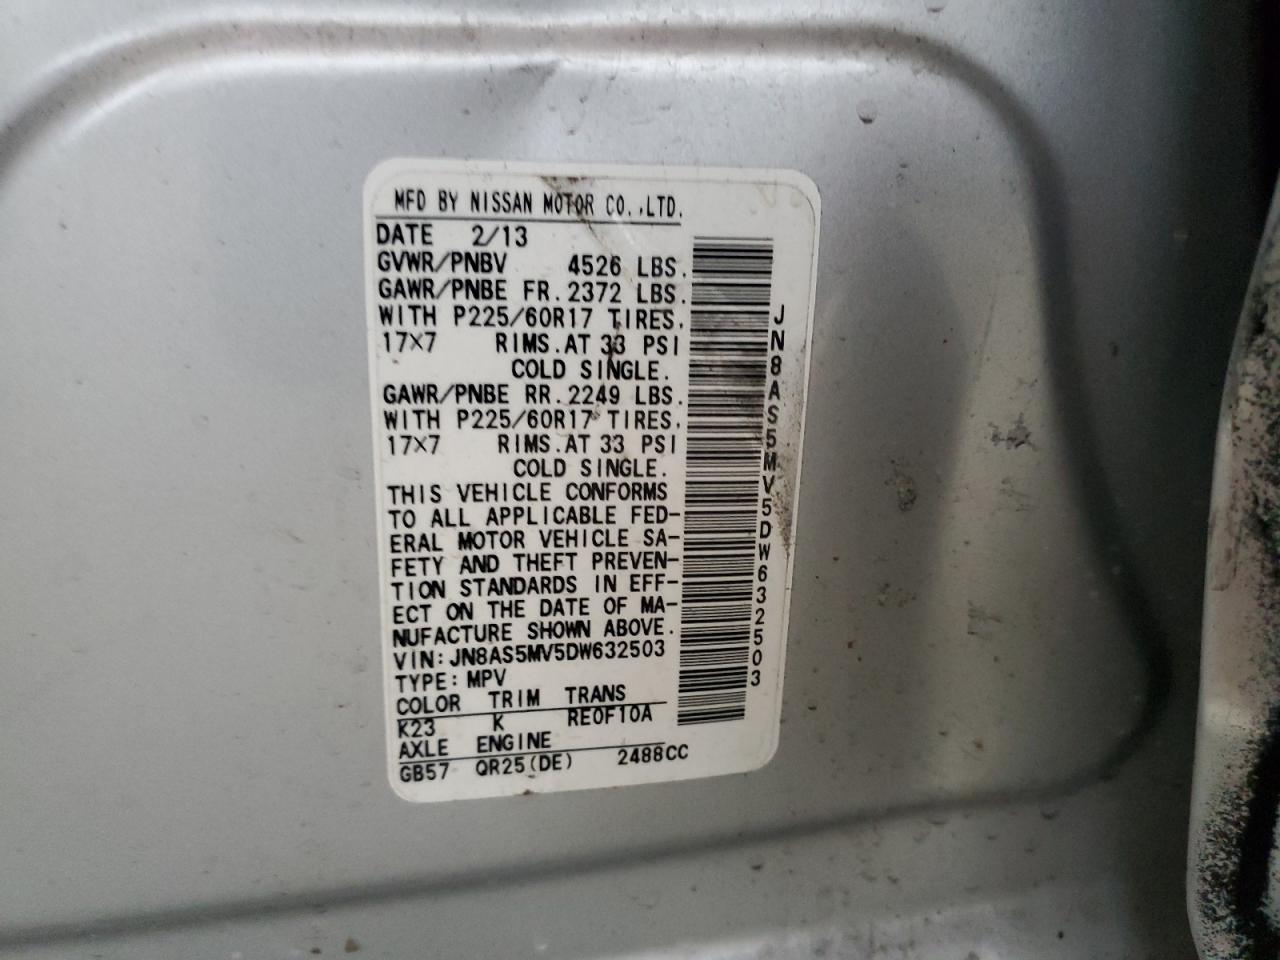 MFD BY NISSAN MOTOR CO.,LTD.
DATE 2/13
GVWR/PNBV 4526 LBS.
GAWR/PNBE FR.2372 LBS.
WITH P225/60R17 TIRES.
17×7 RIMS.AT 33 PSI
COLD SINGLE.
GAWR/PNBE RR.2249 LBS.
WITH P225/60R17 TIRES.
17×7 RIMS.AT 33 PSI
COLD SINGLE.
THIS VEHICLE CONFORMS
TO ALL APPLICABLE FED-
ERAL MOTOR VEHICLE SA-
FETY AND THEFT PREVEN-
TION STANDARDS IN EFF-
ECT ON THE DATE OF MA-
NUFACTURE SHOWN ABOVE.
VIN:JN8AS5MV5DW632503
TYPE:MPV
COLOR TRIM TRANS
K23 K RE0F10A
AXLE ENGINE
GB57 QR25(DE) 2488CC
JN8AS5MV5DW632503